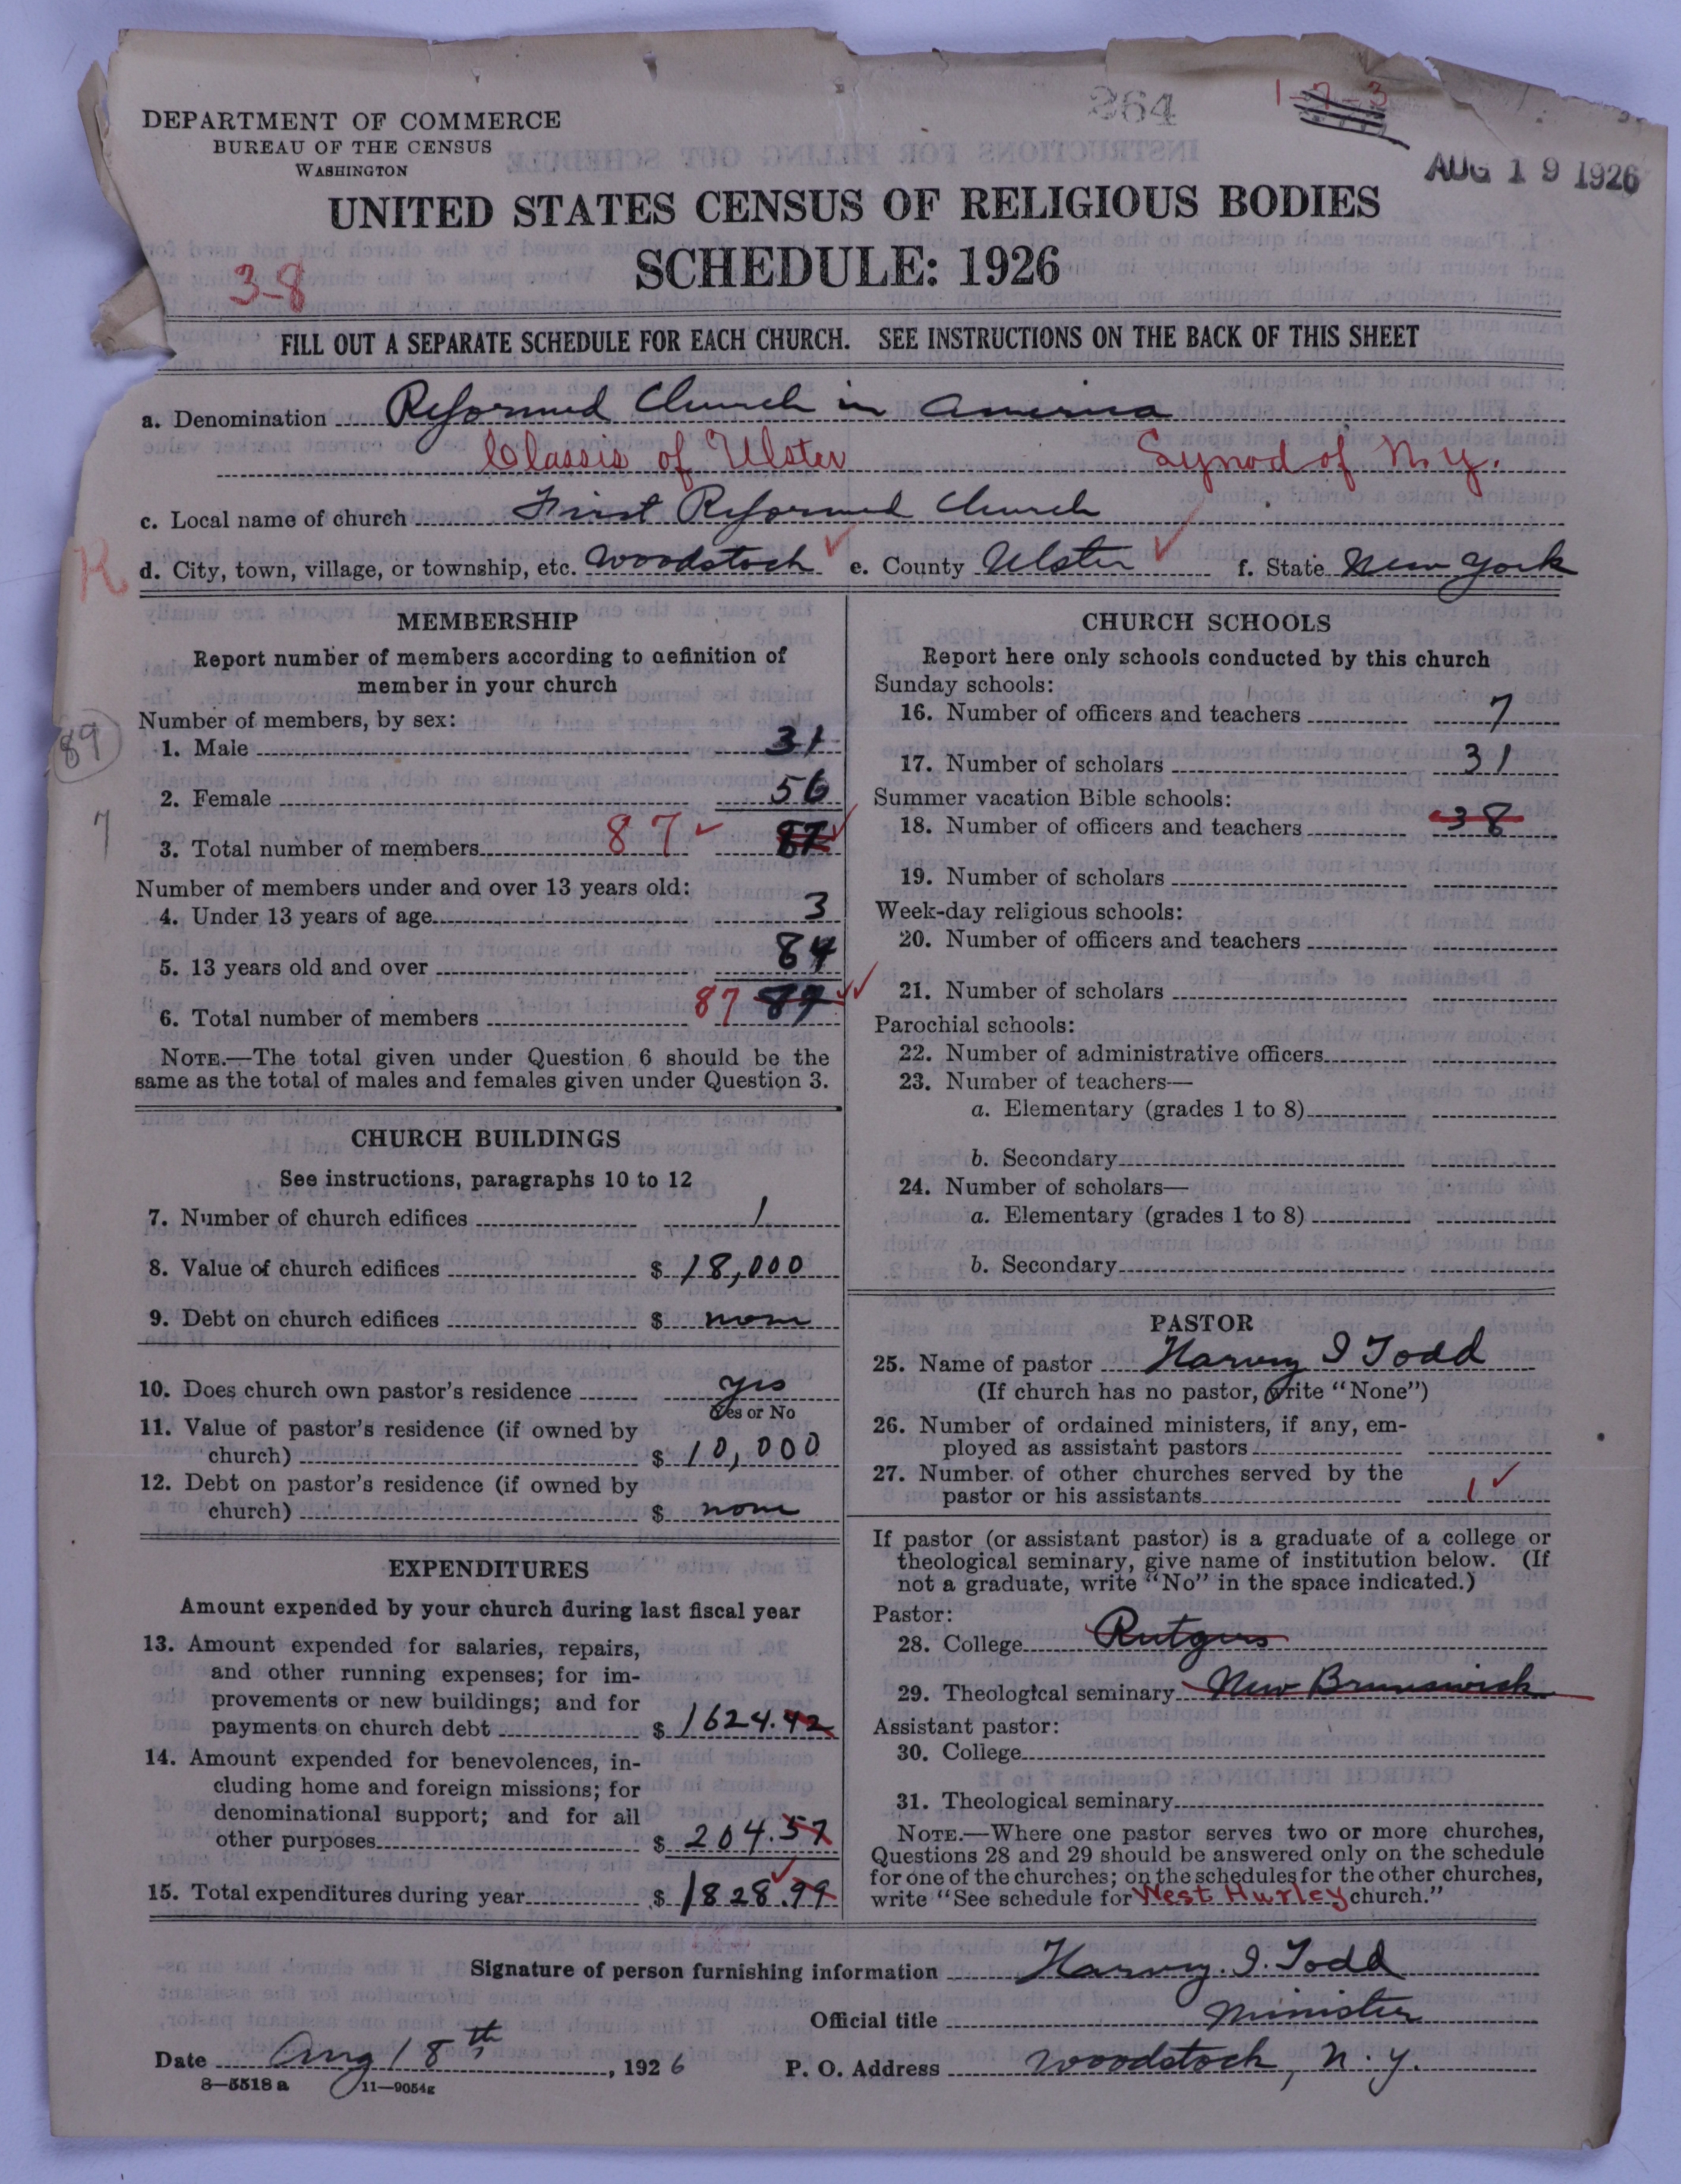 264
1-7-3
AUG 19 1926
DEPARTMENT OF COMMERCE
BUREAU OF THE CENSUS
WASHINGTON
UNITED STATES CENSUS OF RELIGIOUS BODIES
SCHEDULE: 1926
3-8
FILL OUT A SEPARATE SCHEDULE FOR EACH CHURCH. SEE INSTRUCTIONS ON THE BACK OF THIS SHEET
a. Denomination Reformed Church in America
Classis of Ulster Synod of N.Y.
c. Local name of church First Reformed Church
d. City, town, village, or township, etc. Woodstock e. County Ulster f. State New York
R
MEMBERSHIP
Report number of members according to definition of
member in your church
Number of members, by sex:
89
1. Male 31
2. Female 56
7
3. Total number of members 87 87
Number of members under and over 13 years old:
4. Under 13 years of age 3
5. 13 years old and over 84
6. Total number of members 87 87
NOTE.—The total given under Question 6 should be the
same as the total of males and females given under Question 3.
CHURCH BUILDINGS
See instructions, paragraphs 10 to 12
7. Number of church edifices 1
8. Value of church edifices $ 18,000
9. Debt on church edifices $ none
10. Does church own pastor's residence yes
Yes or No
11. Value of pastor's residence (if owned by
church) $ 10,000
12. Debt on pastor's residence (if owned by
church) $ none
EXPENDITURES
Amount expended by your church during last fiscal year
13. Amount expended for salaries, repairs,
and other running expenses; for im-
provements or new buildings; and for
payments on church debt $ 1624.42
14. Amount expended for benevolences, in-
cluding home and foreign missions; for
denominational support; and for all
other purposes $ 204.57
15. Total expenditures during year $ 1828.99
CHURCH SCHOOLS
Report here only schools conducted by this church
Sunday schools:
16. Number of officers and teachers 7
17. Number of scholars 31
Summer vacation Bible schools:
18. Number of officers and teachers 38
19. Number of scholars
Week-day religious schools:
20. Number of officers and teachers
21. Number of scholars
Parochial schools:
22. Number of administrative officers
23. Number of teachers—
a. Elementary (grades 1 to 8)
b. Secondary
24. Number of scholars—
a. Elementary (grades 1 to 8)
b. Secondary
PASTOR
25. Name of pastor Harvey I Todd
(If church has no pastor, write "None")
26. Number of ordained ministers, if any, em-
ployed as assistant pastors
27. Number of other churches served by the
pastor or his assistants 1
If pastor (or assistant pastor) is a graduate of a college or
theological seminary, give name of institution below. (If
not a graduate, write "No" in the space indicated.)
Pastor:
28. College Rutgers
29. Theological seminary New Brunswick
Assistant pastor:
30. College
31. Theological seminary
NOTE.—Where one pastor serves two or more churches,
Questions 28 and 29 should be answered only on the schedule
for one of the churches; on the schedules for the other churches,
write "See schedule for West Hurley church."
Signature of person furnishing information Harvey. I. Todd
Official title Minister
Date Aug 18th, 1926 P. O. Address Woodstock, N.Y.
8-5518 a 11-9054g